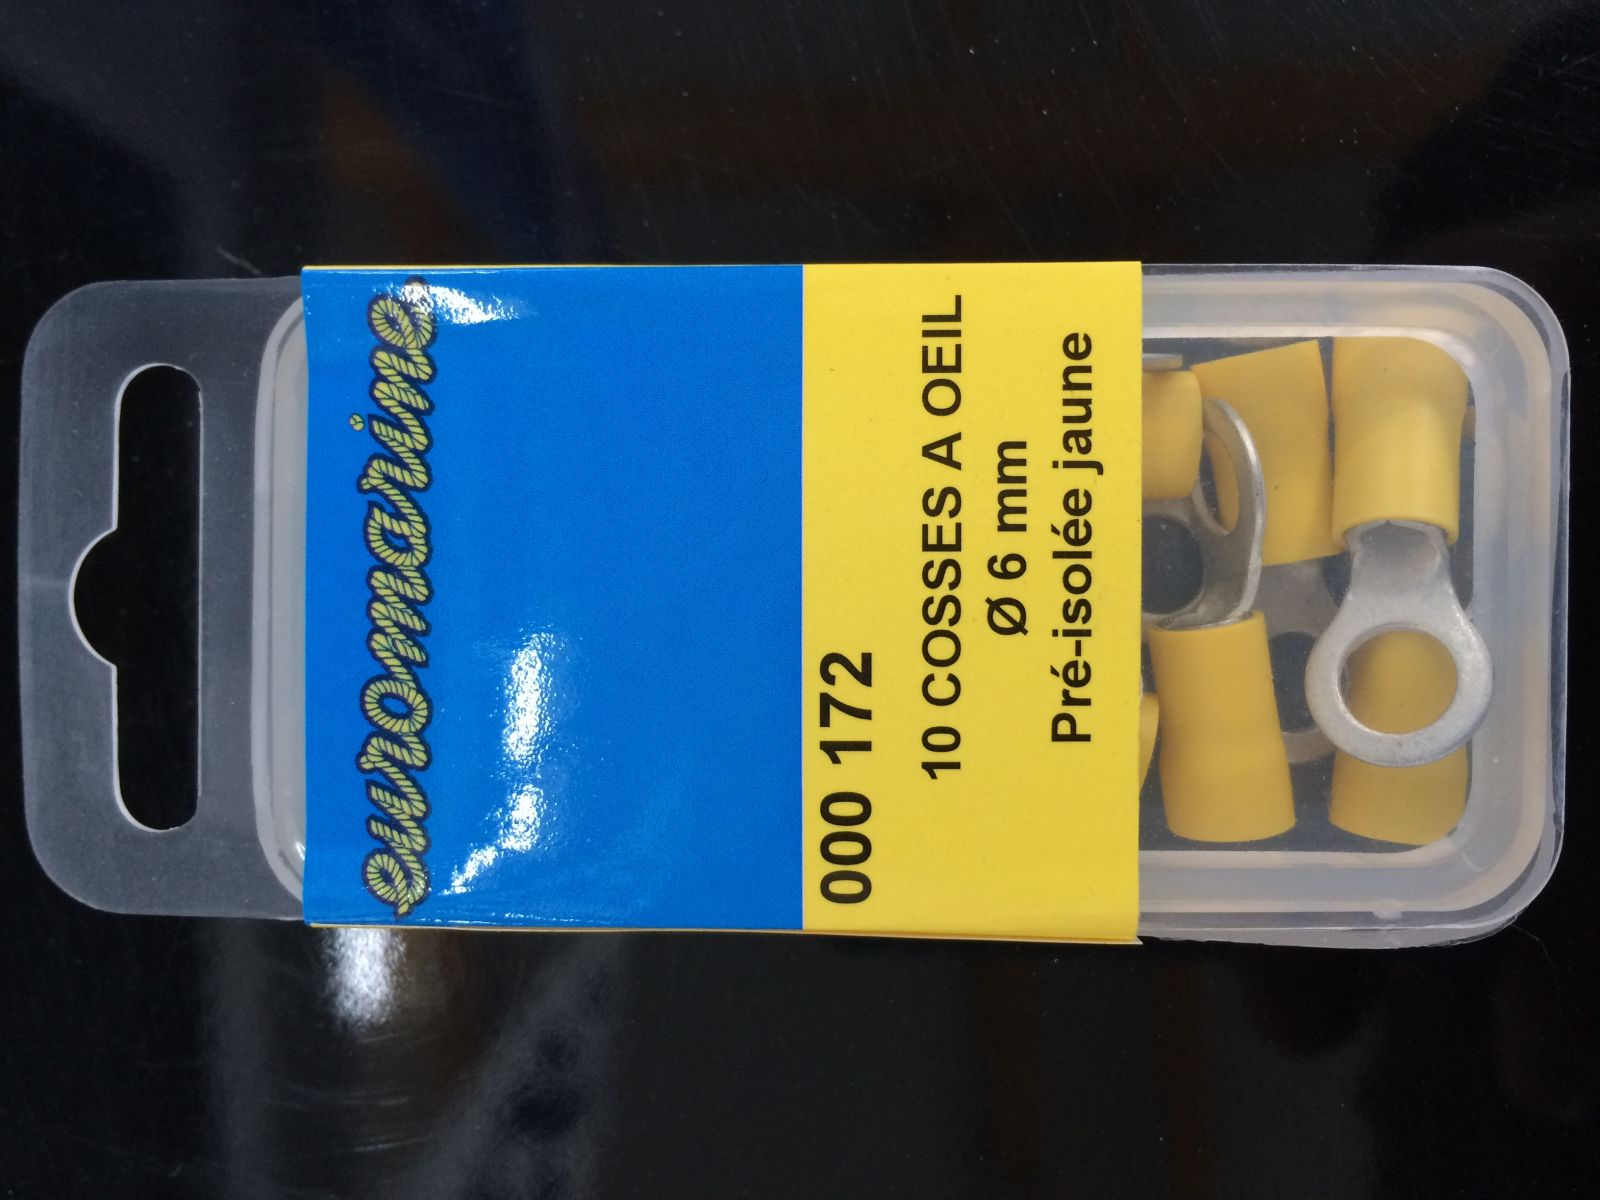 euromarine
000 172
10 COSSES A OEIL
Ø 6 mm
Pré-isolée jaune